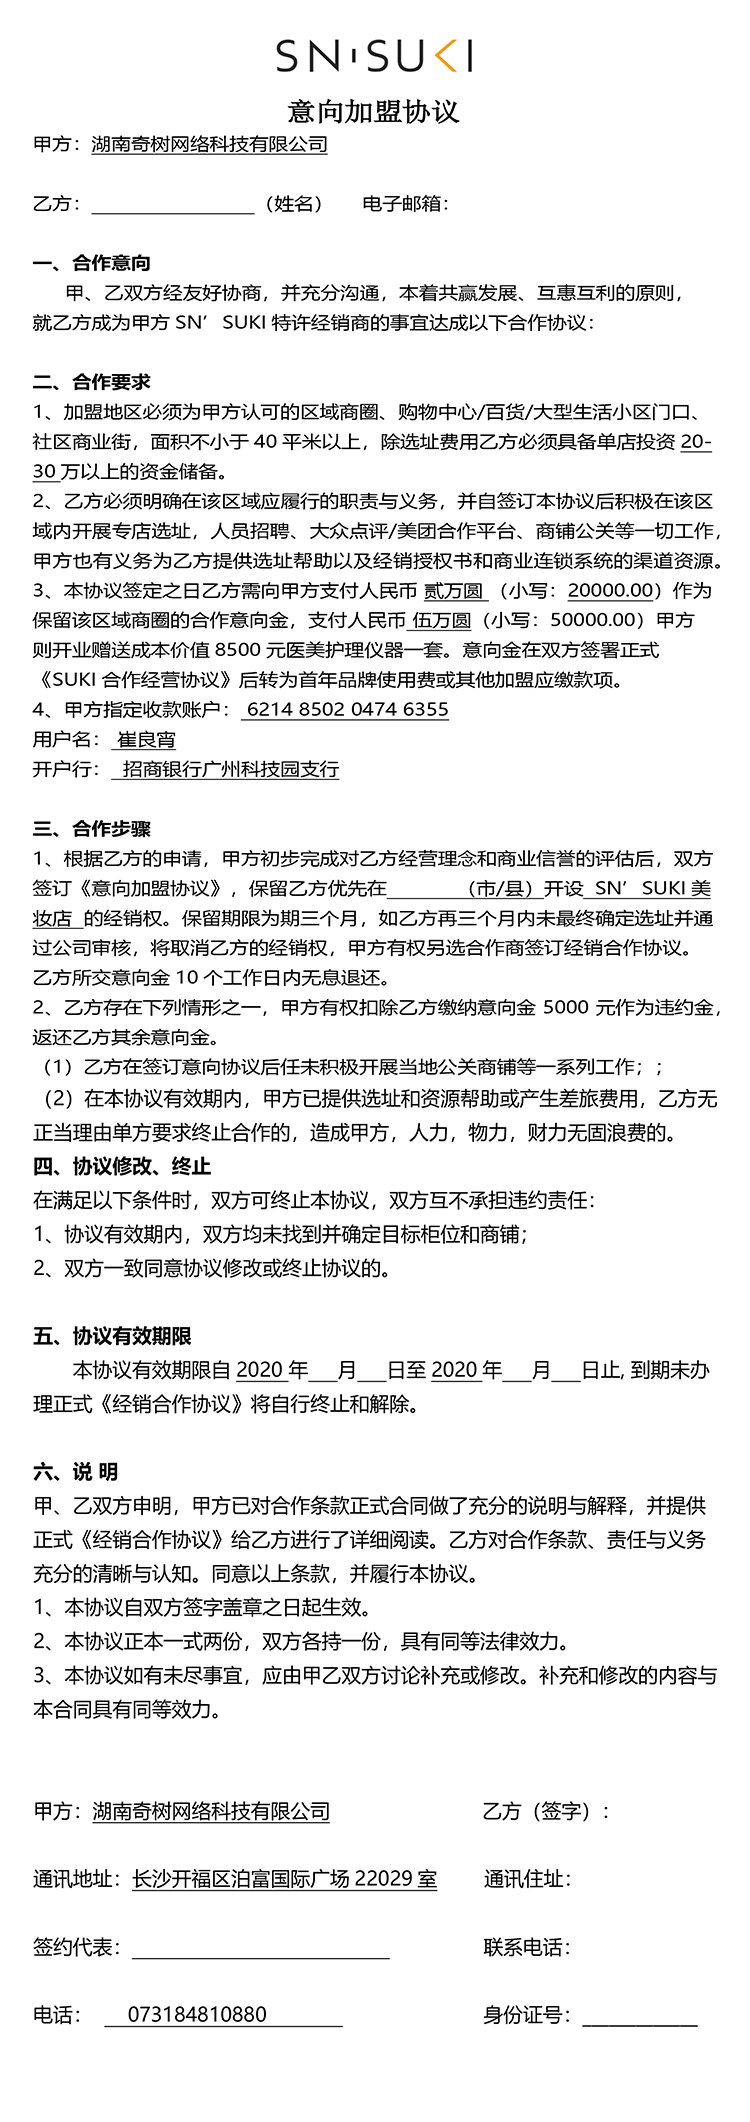 SN'SUKI
意向加盟协议
甲方：湖南奇树网络科技有限公司
乙方：________________（姓名） 电子邮箱：
一、合作意向
甲、乙双方经友好协商，并充分沟通，本着共赢发展、互惠互利的原则，
就乙方成为甲方 SN’SUKI 特许经销商的事宜达成以下合作协议：
二、合作要求
1、加盟地区必须为甲方认可的区域商圈、购物中心/百货/大型生活小区门口、
社区商业街，面积不小于 40 平米以上，除选址费用乙方必须具备单店投资 20-
30 万以上的资金储备。
2、乙方必须明确在该区域应履行的职责与义务，并自签订本协议后积极在该区
域内开展专店选址，人员招聘、大众点评/美团合作平台、商铺公关等一切工作，
甲方也有义务为乙方提供选址帮助以及经销授权书和商业连锁系统的渠道资源。
3、本协议签定之日乙方需向甲方支付人民币 贰万圆 （小写：20000.00）作为
保留该区域商圈的合作意向金，支付人民币 伍万圆（小写：50000.00）甲方
则开业赠送成本价值 8500 元医美护理仪器一套。意向金在双方签署正式
《SUKI 合作经营协议》后转为首年品牌使用费或其他加盟应缴款项。
4、甲方指定收款账户： 6214 8502 0474 6355
用户名： 崔良宵
开户行： 招商银行广州科技园支行
三、合作步骤
1、根据乙方的申请，甲方初步完成对乙方经营理念和商业信誉的评估后，双方
签订《意向加盟协议》，保留乙方优先在________（市/县）开设 SN’SUKI 美
妆店 的经销权。保留期限为期三个月，如乙方再三个月内未最终确定选址并通
过公司审核，将取消乙方的经销权，甲方有权另选合作商签订经销合作协议。
乙方所交意向金 10 个工作日内无息退还。
2、乙方存在下列情形之一，甲方有权扣除乙方缴纳意向金 5000 元作为违约金，
返还乙方其余意向金。
（1）乙方在签订意向协议后任未积极开展当地公关商铺等一系列工作；；
（2）在本协议有效期内，甲方已提供选址和资源帮助或产生差旅费用，乙方无
正当理由单方要求终止合作的，造成甲方，人力，物力，财力无固浪费的。
四、协议修改、终止
在满足以下条件时，双方可终止本协议，双方互不承担违约责任：
1、协议有效期内，双方均未找到并确定目标柜位和商铺；
2、双方一致同意协议修改或终止协议的。
五、协议有效期限
本协议有效期限自 2020 年___月___日至 2020 年___月___日止, 到期未办
理正式《经销合作协议》将自行终止和解除。
六、说 明
甲、乙双方申明，甲方已对合作条款正式合同做了充分的说明与解释，并提供
正式《经销合作协议》给乙方进行了详细阅读。乙方对合作条款、责任与义务
充分的清晰与认知。同意以上条款，并履行本协议。
1、本协议自双方签字盖章之日起生效。
2、本协议正本一式两份，双方各持一份，具有同等法律效力。
3、本协议如有未尽事宜，应由甲乙双方讨论补充或修改。补充和修改的内容与
本合同具有同等效力。
甲方：湖南奇树网络科技有限公司 乙方（签字）：
通讯地址：长沙开福区泊富国际广场 22029 室 通讯住址：
签约代表：________________________ 联系电话：
电话： 073184810880 身份证号：___________